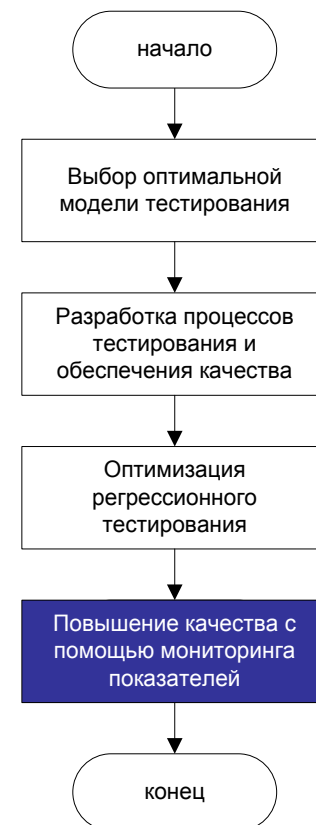 начало
Выбор оптимальной
модели тестирования
Разработка процессов
тестирования и
обеспечения качества
Оптимизация
регрессионного
тестирования
Повышение качества с
помощью мониторинга
показателей
конец